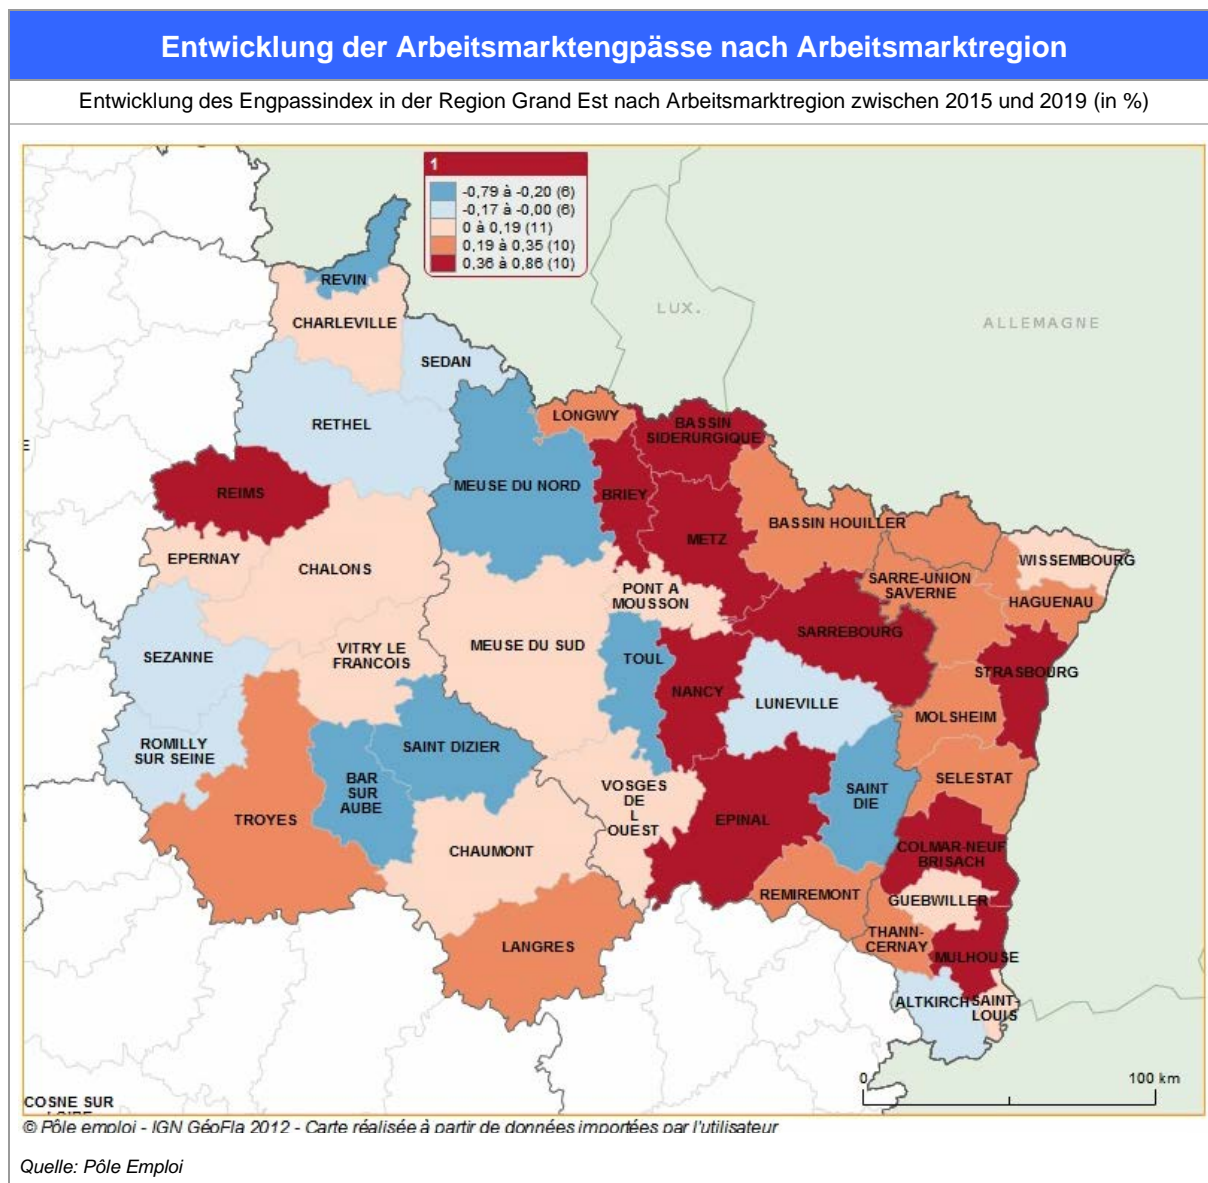 Entwicklung der Arbeitsmarktengpässe nach Arbeitsmarktregion
Entwicklung des Engpassindex in der Region Grand Est nach Arbeitsmarktregion zwischen 2015 und 2019 (in %)
1
-0,79 à -0,20 (6)
-0,17 à -0,00 (6)
0 à 0,19 (11)
0,19 à 0,35 (10)
0,36 à 0,86 (10)
REVIN
LUX.
CHARLEVILLE
ALLEMAGNE
SEDAN
LONGWY
RETHEL
BASSIN
SIDERURGIQUE
E
MEUSE DU NORD
REIMS
BRIEY
BASSIN HOUILLER
METZ
EPERNAY
CHALONS
WISSEMBOURG
SARRE-UNION
SAVERNE
PONT A
MOUSSON
HAGUENAU
SARREBOURG
MEUSE DU SUD
VITRY LE
FRANCOIS
SEZANNE
TOUL
STRASBOURG
NANCY
LUNEVILLE
MOLSHEIM
ROMILLY
SUR SEINE
SAINT DIZIER
BAR
SUR
AUBE
SELESTAT
VOSGES
DE
L
OUEST
SAINT
DIE
TROYES
EPINAL
CHAUMONT
COLMAR-NEUF
BRISACH
REMIREMONT
GUEBWILLER
LANGRES
THANN-
CERNAY
MULHOUSE
ALTKIRCH
SAINT-
LOUIS
0
100 km
COSNE SUR
LOIRE
© Pôle emploi - IGN GéoFla 2012 - Carte réalisée à partir de données importées par l'utilisateur
Quelle: Pôle Emploi